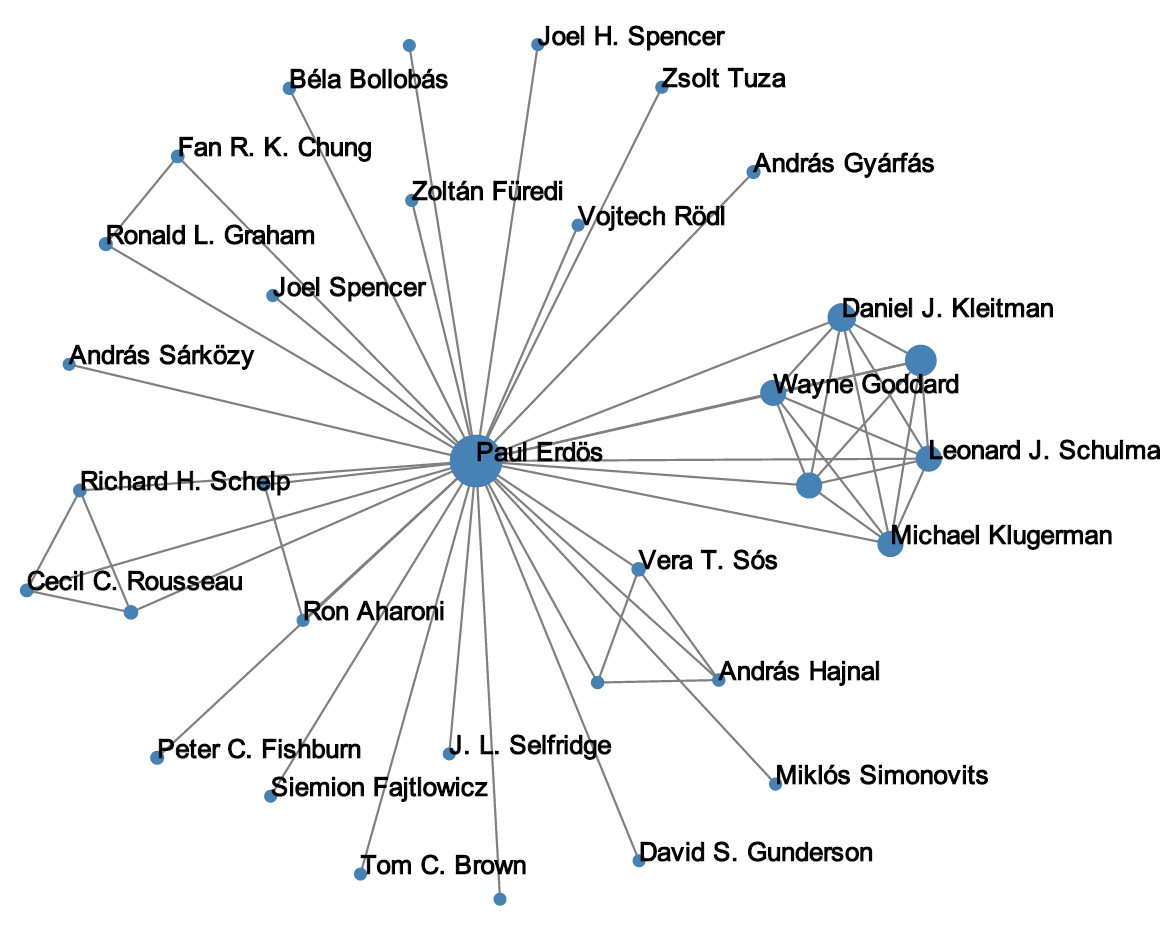 Joel H. Spencer
Béla Bollobás
Zsolt Tuza
Fan R. K. Chung
András Gyárfás
Zoltán Füredi
Vojtech Rödl
Ronald L. Graham
Joel Spencer
Daniel J. Kleitman
András Sárközy
Wayne Goddard
Paul Erdös
Leonard J. Schulma
Richard H. Schelp
Michael Klugerman
Vera T. Sós
Cecil C. Rousseau
Ron Aharoni
András Hajnal
Peter C. Fishburn
J. L. Selfridge
Miklós Simonovits
Siemion Fajtlowicz
David S. Gunderson
Tom C. Brown